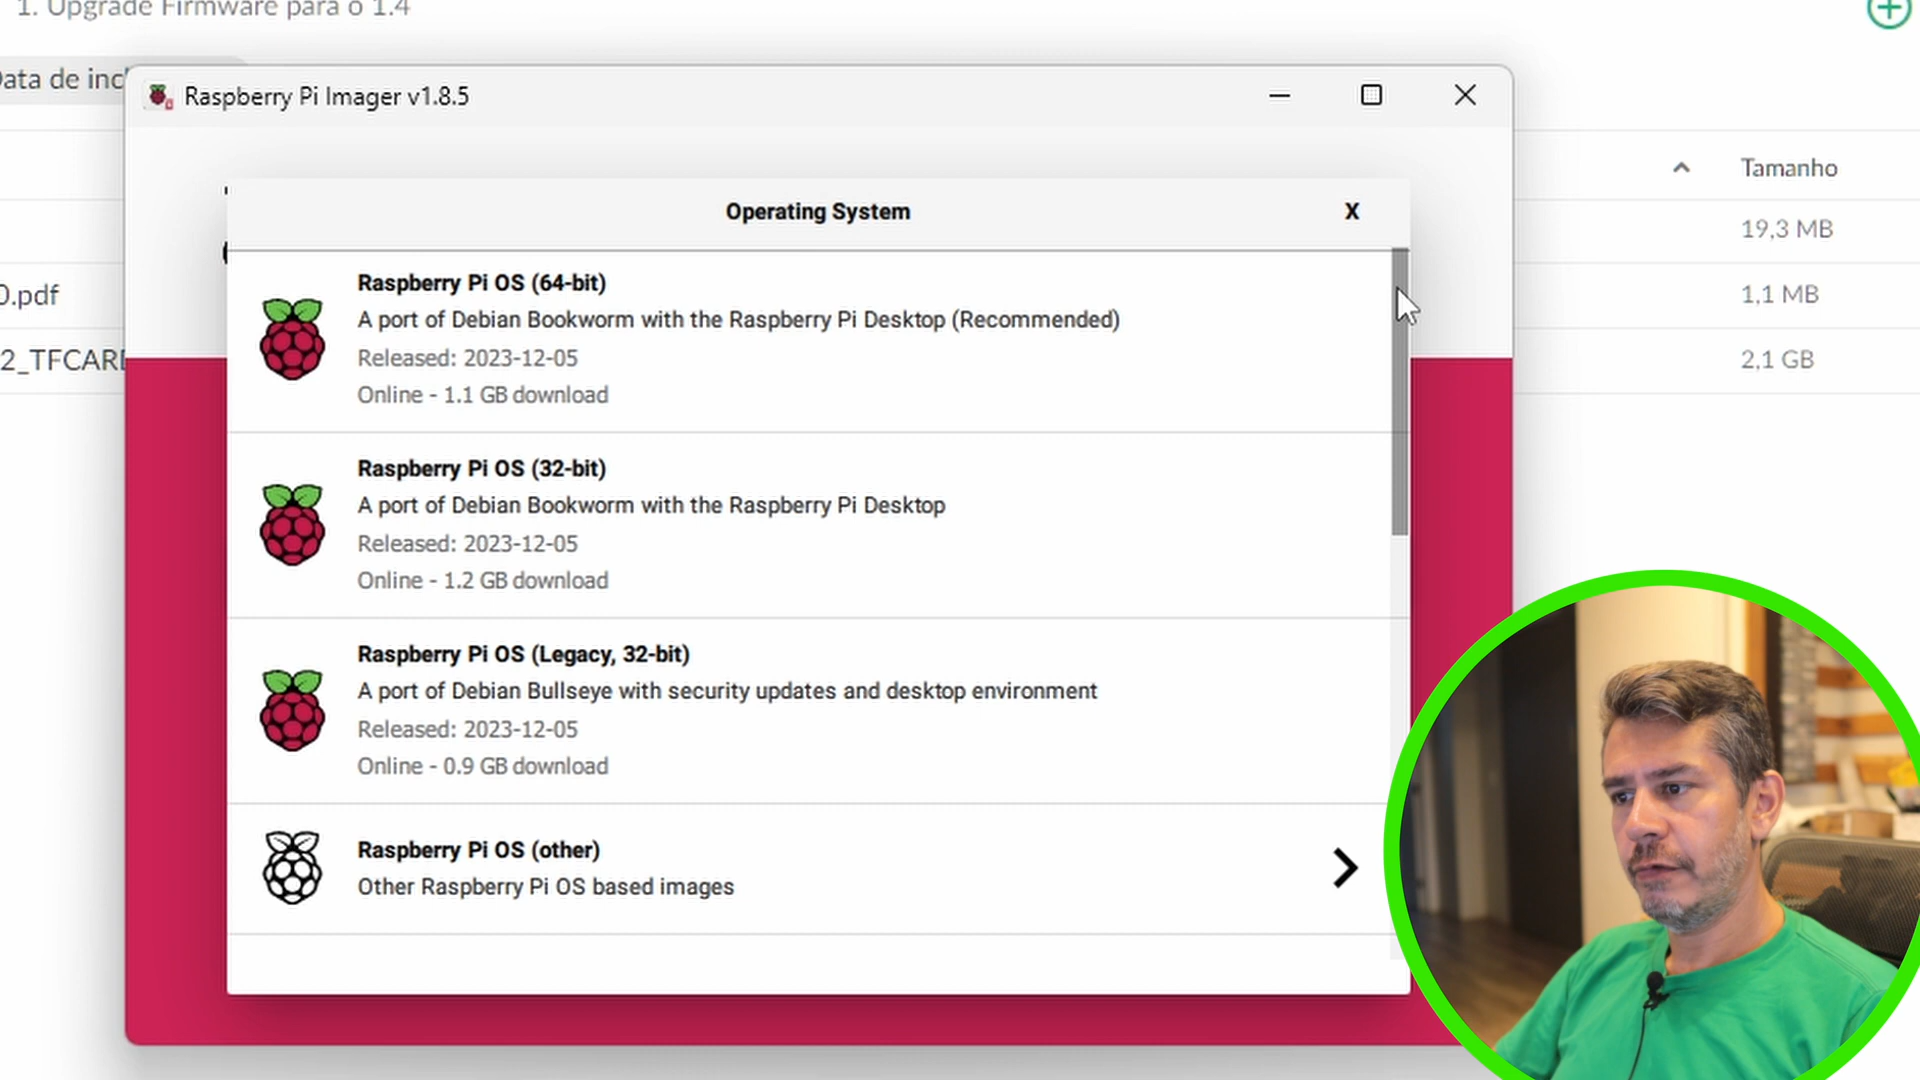 1. Upgrade Firmware para o 1.4
Data de inc
Raspberry Pi Imager v1.8.5
Tamanho
Operating System
X
19,3 MB
Raspberry Pi OS (64-bit)
A port of Debian Bookworm with the Raspberry Pi Desktop (Recommended)
Released: 2023-12-05
Online - 1.1 GB download
0.pdf
1,1 MB
2_TFCARD
2,1 GB
Raspberry Pi OS (32-bit)
A port of Debian Bookworm with the Raspberry Pi Desktop
Released: 2023-12-05
Online - 1.2 GB download
Raspberry Pi OS (Legacy, 32-bit)
A port of Debian Bullseye with security updates and desktop environment
Released: 2023-12-05
Online - 0.9 GB download
Raspberry Pi OS (other)
Other Raspberry Pi OS based images